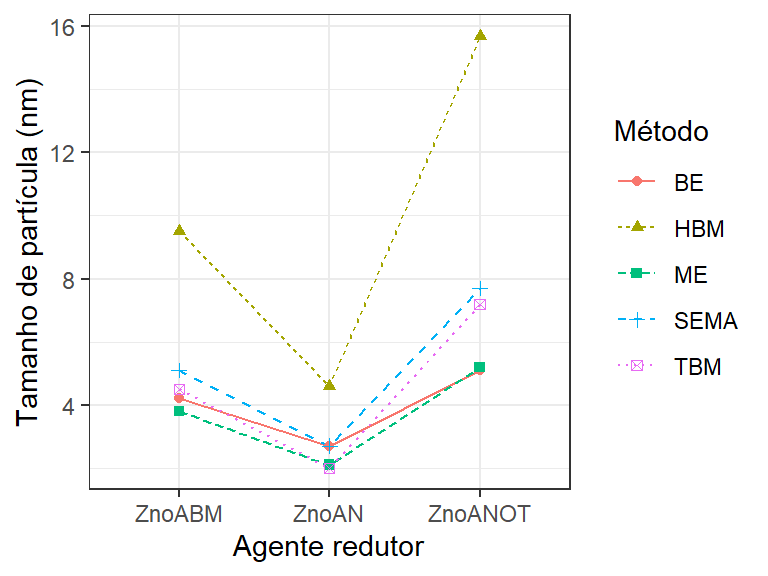 16
12
8
4
Tamanho de partícula (nm)
ZnoABM
ZnoAN
ZnoANOT
Agente redutor
Método
BE
HBM
ME
SEMA
TBM